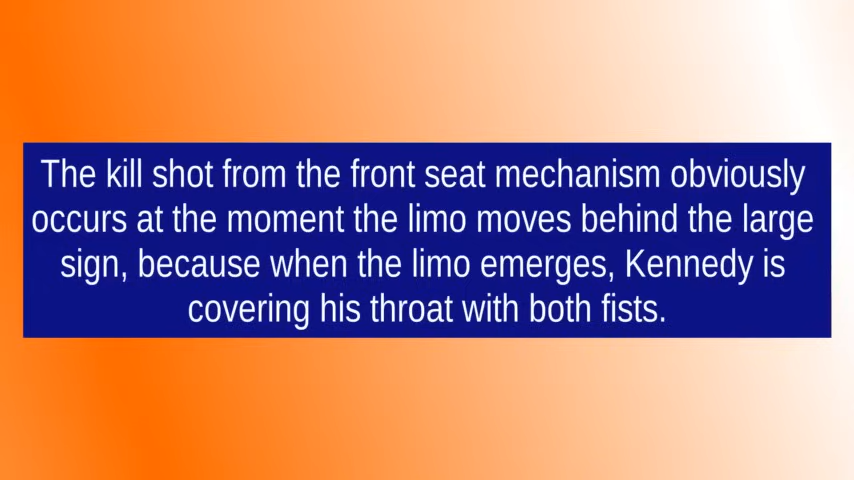 The kill shot from the front seat mechanism obviously
occurs at the moment the limo moves behind the large
sign, because when the limo emerges, Kennedy is
covering his throat with both fists.